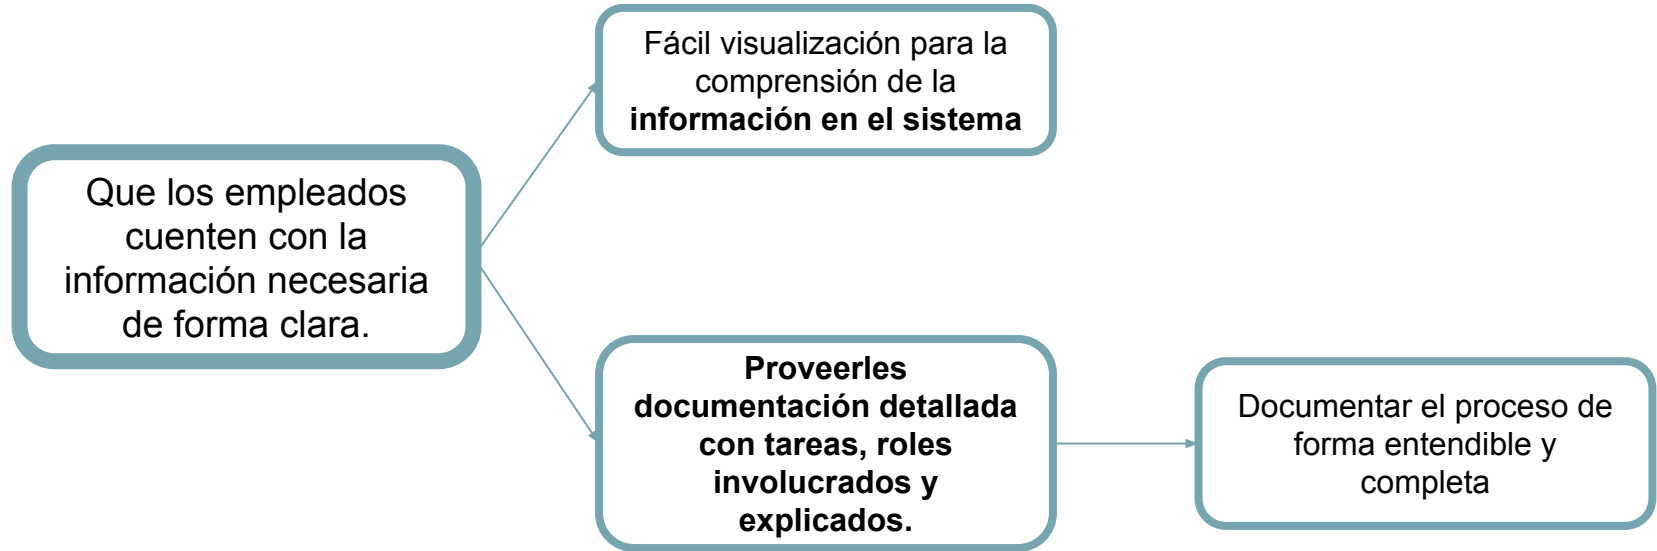 Fácil visualización para la
comprensión de la
información en el sistema
Que los empleados
cuenten con la
información necesaria
de forma clara.
Proveerles
documentación detallada
con tareas, roles
involucrados y
explicados.
Documentar el proceso de
forma entendible y
completa